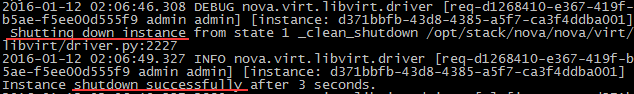 2016-01-12 02:06:46.308 DEBUG nova.virt.libvirt.driver [req-d1268410-e367-419f-
b5ae-f5ee00d555f9 admin admin] [instance: d371bbfb-43d8-4385-a5f7-ca3f4ddba001]
Shutting down instance from state 1 _clean_shutdown /opt/stack/nova/nova/virt/
libvirt/driver.py:2227
2016-01-12 02:06:49.327 INFO nova.virt.libvirt.driver [req-d1268410-e367-419f-b
5ae-f5ee00d555f9 admin admin] [instance: d371bbfb-43d8-4385-a5f7-ca3f4ddba001]
Instance shutdown successfully after 3 seconds.